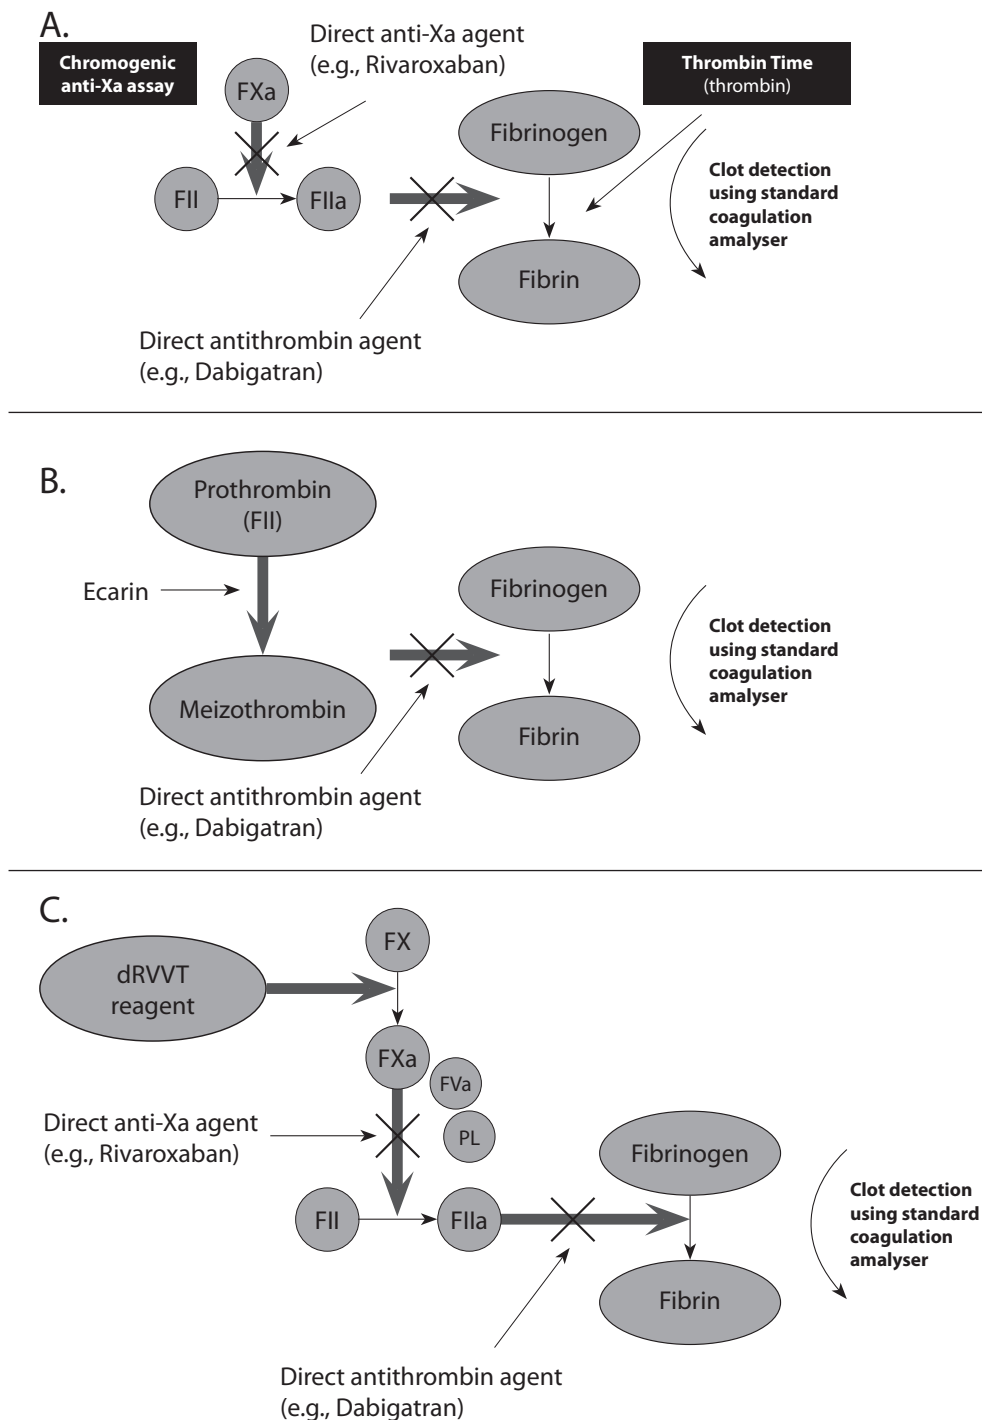 A.
Chromogenic
anti-Xa assay
Direct anti-Xa agent
(e.g., Rivaroxaban)
Thrombin Time
(thrombin)
FXa
Fibrinogen
FII
FIIa
Clot detection
using standard
coagulation
amalyser
Fibrin
Direct antithrombin agent
(e.g., Dabigatran)
B.
Prothrombin
(FII)
Ecarin
Fibrinogen
Clot detection
using standard
coagulation
amalyser
Meizothrombin
Fibrin
Direct antithrombin agent
(e.g., Dabigatran)
C.
dRVVT
reagent
FX
FXa
FVa
PL
Direct anti-Xa agent
(e.g., Rivaroxaban)
Fibrinogen
FII
FIIa
Clot detection
using standard
coagulation
amalyser
Fibrin
Direct antithrombin agent
(e.g., Dabigatran)